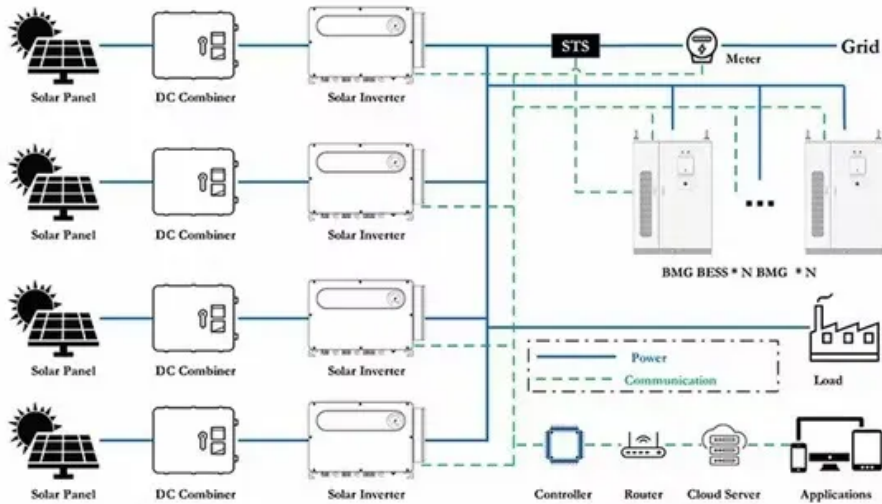 STS
Grid
Meter
Solar Panel
DC Combiner
Solar Inverter
Solar Panel
DC Combiner
Solar Inverter
BMG BESS * N BMG * N
Solar Panel
DC Combiner
Solar Inverter
Power
Communication
Load
Solar Panel
DC Combiner
Solar Inverter
Controller
Router
Cloud Server
Applications